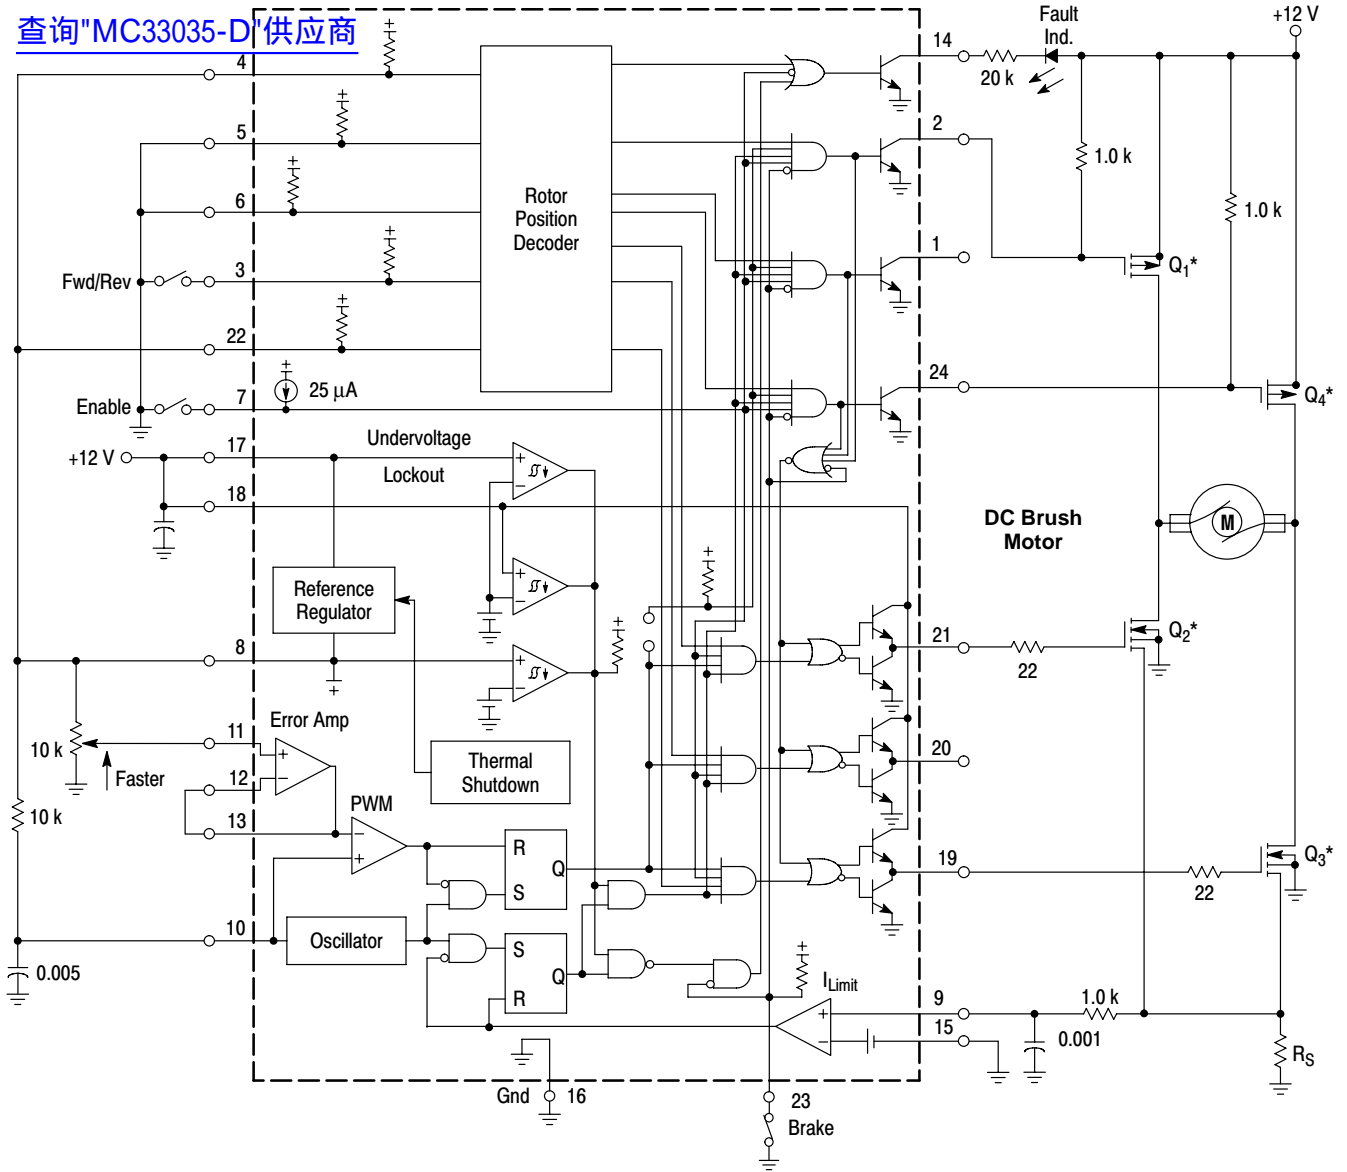 查询"MC33035-D"供应商
Fault
Ind.
+12 V
4
14
20 k
5
2
1.0 k
1.0 k
6
Rotor
Position
Decoder
Fwd/Rev
3
1
Q1*
22
Enable
7
25 µA
24
Q4*
+12 V
17
Undervoltage
Lockout
18
DC Brush
Motor
M
Reference
Regulator
8
21
22
Q2*
10 k
Faster
11
Error Amp
12
13
Thermal
Shutdown
20
10 k
PWM
R
Q
S
19
22
Q3*
10
Oscillator
S
Q
R
0.005
ILimit
9
1.0 k
15
0.001
RS
Gnd
16
23
Brake